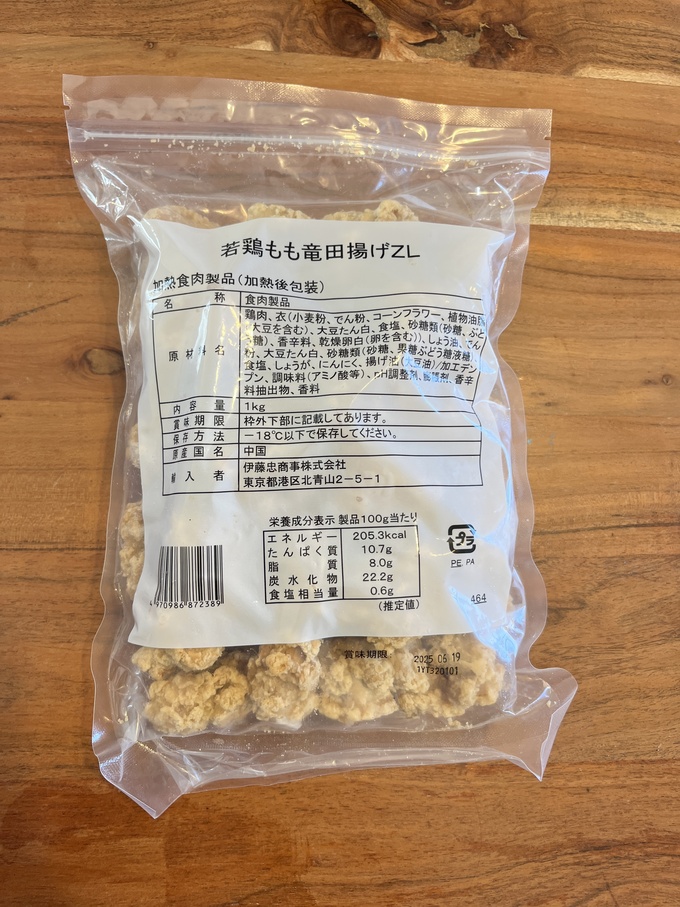 若鶏もも竜田揚げZL
加熱食肉製品(加熱後包装)
名 称 食肉製品
原材料名 鶏肉、衣(小麦粉、でん粉、コーンフラワー、植物油脂
(大豆を含む)、大豆たん白、食塩、砂糖類(砂糖、ぶど
糖)、香辛料、乾燥卵白(卵を含む))、しょう油、でん
粉、大豆たん白、砂糖類(砂糖、果糖ぶどう糖液糖)
食塩、しょうが、にんにく、揚げ油(大豆油)/加工デン
プン、調味料(アミノ酸等)、pH調整剤、香辛
料抽出物、香料
内容量 1kg
賞味期限 枠外下部に記載してあります。
保存方法 -18℃以下で保存してください。
原産国名 中国
輸入者 伊藤忠商事株式会社
東京都港区北青山2-5-1
栄養成分表示 製品100g当たり
エネルギー 205.3kcal
たんぱく質 10.7g
脂質 8.0g
炭水化物 22.2g
食塩相当量 0.6g
(推定値)
プラ
PE, PA
4 970986 872389
464
賞味期限 2025 06 19
1YT320101